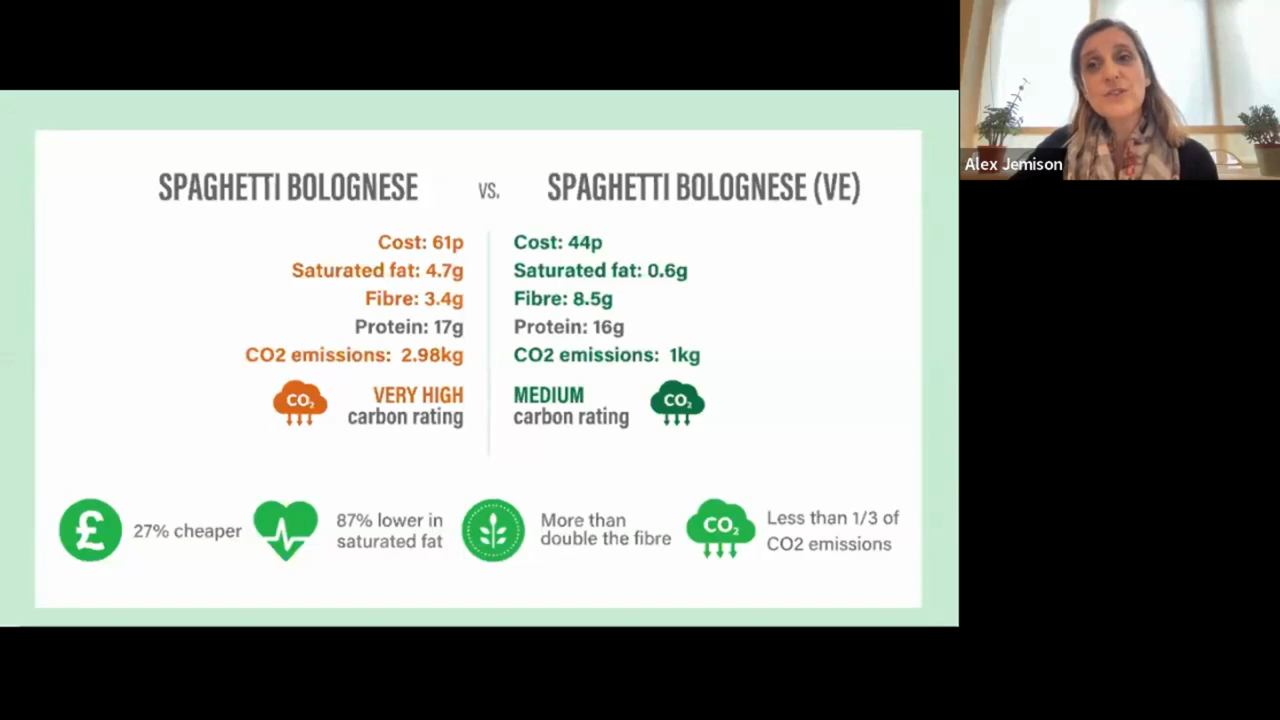 SPAGHETTI BOLOGNESE vs. SPAGHETTI BOLOGNESE (VE)
Cost: 61p
Saturated fat: 4.7g
Fibre: 3.4g
Protein: 17g
CO2 emissions: 2.98kg
CO₂
VERY HIGH
carbon rating
Cost: 44p
Saturated fat: 0.6g
Fibre: 8.5g
Protein: 16g
CO2 emissions: 1kg
MEDIUM
carbon rating
CO₂
£
27% cheaper
87% lower in
saturated fat
More than
double the fibre
CO₂
Less than 1/3 of
CO2 emissions
Alex Jemison